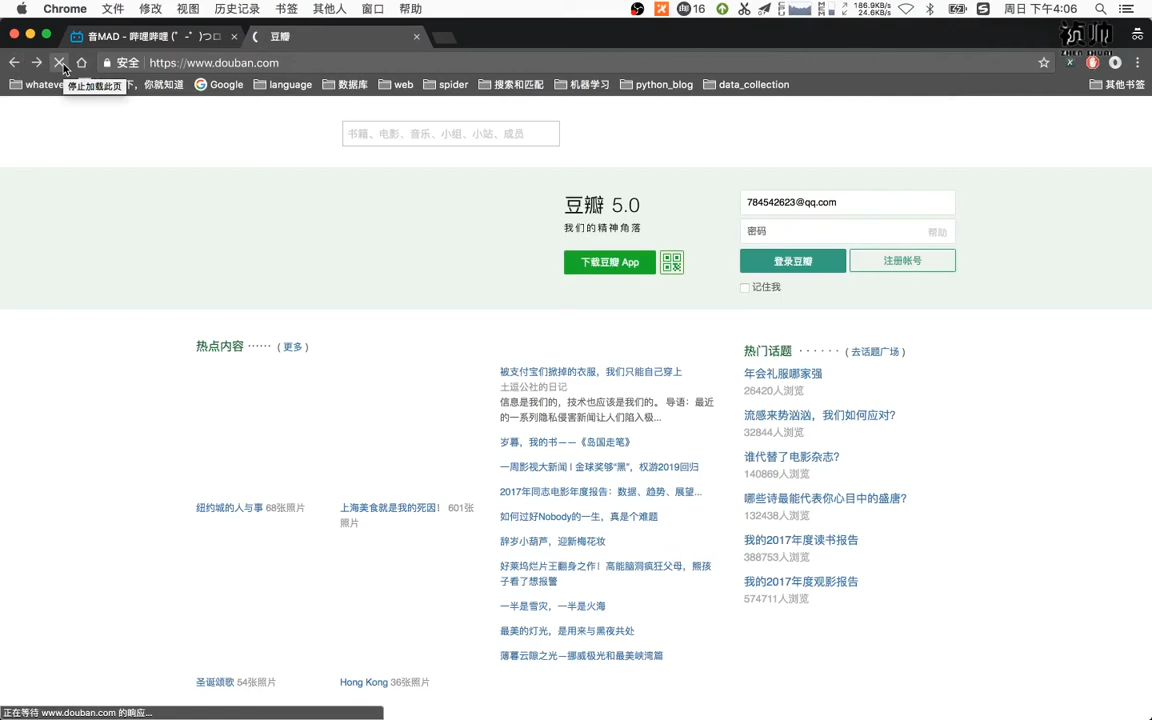 Chrome 文件 修改 视图 历史记录 书签 其他人 窗口 帮助 16 186.9KB/s 24.6KB/s 周日 下午4:06
音MAD - 哔哩哔哩 (゜-゜)つロ 豆瓣
安全 https://www.douban.com
停止加载此页
whateve 下，你就知道 Google language 数据库 web spider 搜索和匹配 机器学习 python_blog data_collection 其他书签
书籍、电影、音乐、小组、小站、成员
豆瓣 5.0
我们的精神角落
下载豆瓣 App
784542623@qq.com
密码 帮助
登录豆瓣 注册帐号
记住我
热点内容 ······ ( 更多 )
纽约城的人与事 68张照片
上海美食就是我的死因！ 601张
照片
圣诞颂歌 54张照片
Hong Kong 36张照片
被支付宝们掀掉的衣服，我们只能自己穿上
土逗公社的日记
信息是我们的，技术也应该是我们的。 导语：最近
的一系列隐私侵害新闻让人们陷入极...
岁暮，我的书——《岛国走笔》
一周影视大新闻 | 金球奖够“黑”，权游2019回归
2017年同志电影年度报告：数据、趋势、展望...
如何过好Nobody的一生，真是个难题
辞岁小葫芦，迎新梅花妆
好莱坞烂片王翻身之作！高能脑洞疯狂父母，熊孩
子看了想报警
一半是雪灾，一半是火海
最美的灯光，是用来与黑夜共处
薄暮云隙之光—挪威极光和最美峡湾篇
热门话题 · · · · · · ( 去话题广场 )
年会礼服哪家强
26420人浏览
流感来势汹汹，我们如何应对？
32844人浏览
谁代替了电影杂志？
140869人浏览
哪些诗最能代表你心目中的盛唐？
132438人浏览
我的2017年度读书报告
388753人浏览
我的2017年度观影报告
574711人浏览
正在等待 www.douban.com 的响应...